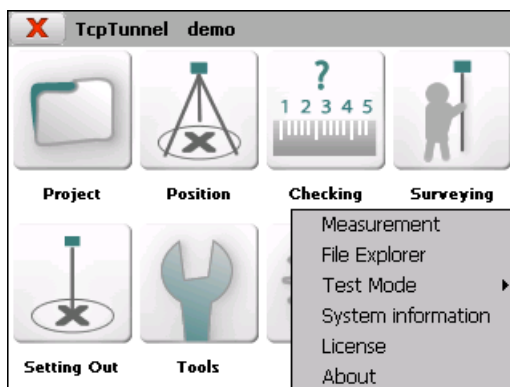 TcpTunnel demo
?
1 2 3 4 5
Project Position Checking Surveying
Measurement
File Explorer
Test Mode
System information
License
About
Setting Out Tools